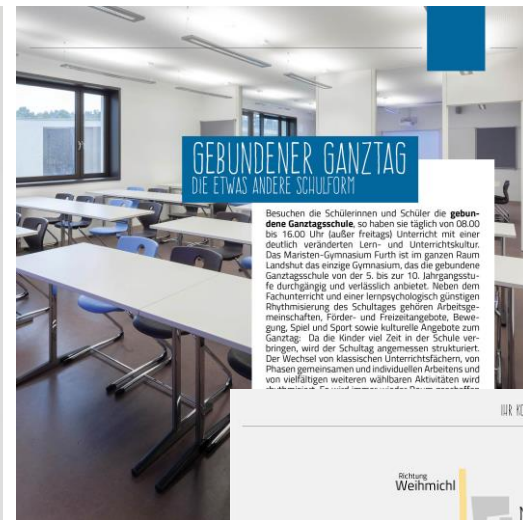 GEBUNDENER GANZTAG
DIE ETWAS ANDERE SCHULFORM
Besuchen die Schülerinnen und Schüler die gebun-
dene Ganztagsschule, so haben sie täglich von 08.00
bis 16.00 Uhr (außer freitags) Unterricht mit einer
deutlich veränderten Lern- und Unterrichtskultur.
Das Maristen-Gymnasium Furth ist im ganzen Raum
Landshut das einzige Gymnasium, das die gebundene
Ganztagsschule von der 5. bis zur 10. Jahrgangsstu-
fe durchgängig und verlässlich anbietet. Neben dem
Fachunterricht und einer lernpsychologisch günstigen
Rhythmisierung des Schultages gehören Arbeitsge-
meinschaften, Förder- und Freizeitangebote, Bewe-
gung, Spiel und Sport sowie kulturelle Angebote zum
Ganztag: Da die Kinder viel Zeit in der Schule ver-
bringen, wird der Schultag angemessen strukturiert.
Der Wechsel von klassischen Unterrichtsfächern, von
Phasen gemeinsamen und individuellen Arbeitens und
von vielfältigen weiteren wählbaren Aktivitäten wird
IHR
Richtung
Weihmichl